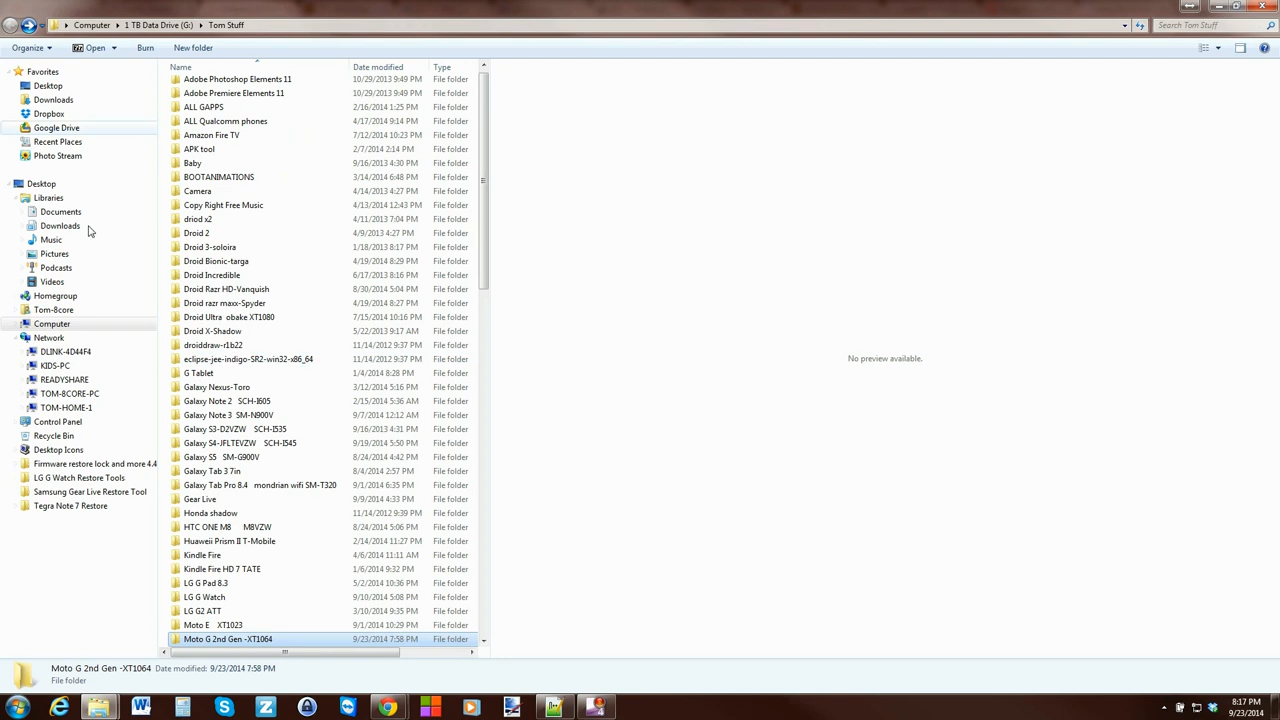 Computer ▸ 1 TB Data Drive (G:) ▸ Tom Stuff
Search Tom Stuff
Organize Open Burn New folder
Name Date modified Type
Favorites
Desktop
Downloads
Dropbox
Google Drive
Recent Places
Photo Stream
Desktop
Libraries
Documents
Downloads
Music
Pictures
Podcasts
Videos
Homegroup
Tom-8core
Computer
Network
DLINK-4D44F4
KIDS-PC
READYSHARE
TOM-8CORE-PC
TOM-HOME-1
Control Panel
Recycle Bin
Desktop Icons
Firmware restore lock and more 4.4
LG G Watch Restore Tools
Samsung Gear Live Restore Tool
Tegra Note 7 Restore
Adobe Photoshop Elements 11 10/29/2013 9:49 PM File folder
Adobe Premiere Elements 11 10/29/2013 9:49 PM File folder
ALL GAPPS 2/16/2014 1:25 PM File folder
ALL Qualcomm phones 4/17/2014 9:14 PM File folder
Amazon Fire TV 7/12/2014 10:23 PM File folder
APK tool 2/7/2014 2:14 PM File folder
Baby 9/16/2013 4:30 PM File folder
BOOTANIMATIONS 3/14/2014 6:48 PM File folder
Camera 4/14/2013 4:27 PM File folder
Copy Right Free Music 4/13/2014 12:43 PM File folder
driod x2 4/11/2013 7:04 PM File folder
Droid 2 4/9/2013 4:27 PM File folder
Droid 3-soloira 1/18/2013 8:17 PM File folder
Droid Bionic-targa 4/19/2014 8:29 PM File folder
Droid Incredible 6/17/2013 8:16 PM File folder
Droid Razr HD-Vanquish 8/30/2014 5:04 PM File folder
Droid razr maxx-Spyder 4/19/2014 8:27 PM File folder
Droid Ultra obake XT1080 7/15/2014 10:36 PM File folder
Droid X-Shadow 5/22/2013 9:17 AM File folder
droiddraw-r1b22 11/14/2012 9:37 PM File folder
eclipse-jee-indigo-SR2-win32-x86_64 11/14/2012 9:37 PM File folder
G Tablet 1/4/2014 8:28 PM File folder
Galaxy Nexus-Toro 3/12/2014 5:16 PM File folder
Galaxy Note 2 SCH-I605 2/15/2014 5:36 AM File folder
Galaxy Note 3 SM-N900V 9/7/2014 12:12 AM File folder
Galaxy S3-D2VZW SCH-I535 9/16/2013 4:31 PM File folder
Galaxy S4-JFLTEVZW SCH-I545 9/19/2014 5:50 PM File folder
Galaxy S5 SM-G900V 8/24/2014 4:42 PM File folder
Galaxy Tab 3 7in 8/4/2014 2:57 PM File folder
Galaxy Tab Pro 8.4 mondrian wifi SM-T320 9/1/2014 6:35 PM File folder
Gear Live 9/9/2014 4:33 PM File folder
Honda shadow 11/14/2012 9:39 PM File folder
HTC ONE M8 M8VZW 8/24/2014 5:06 PM File folder
Huaweii Prism II T-Mobile 2/14/2014 11:27 PM File folder
Kindle Fire 4/6/2014 11:11 AM File folder
Kindle Fire HD 7 TATE 1/6/2014 9:32 PM File folder
LG G Pad 8.3 5/2/2014 10:36 PM File folder
LG G Watch 9/10/2014 5:08 PM File folder
LG G2 ATT 3/10/2014 9:35 PM File folder
Moto E XT1023 9/1/2014 10:29 PM File folder
Moto G 2nd Gen -XT1064 9/23/2014 7:58 PM File folder
No preview available.
Moto G 2nd Gen -XT1064 Date modified: 9/23/2014 7:58 PM
File folder
8:17 PM
9/23/2014